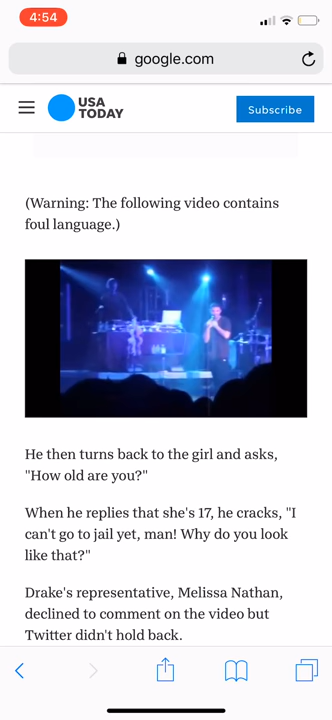 4:54
google.com
USA
TODAY
Subscribe
(Warning: The following video contains
foul language.)
He then turns back to the girl and asks,
"How old are you?"
When he replies that she's 17, he cracks, "I
can't go to jail yet, man! Why do you look
like that?"
Drake's representative, Melissa Nathan,
declined to comment on the video but
Twitter didn't hold back.